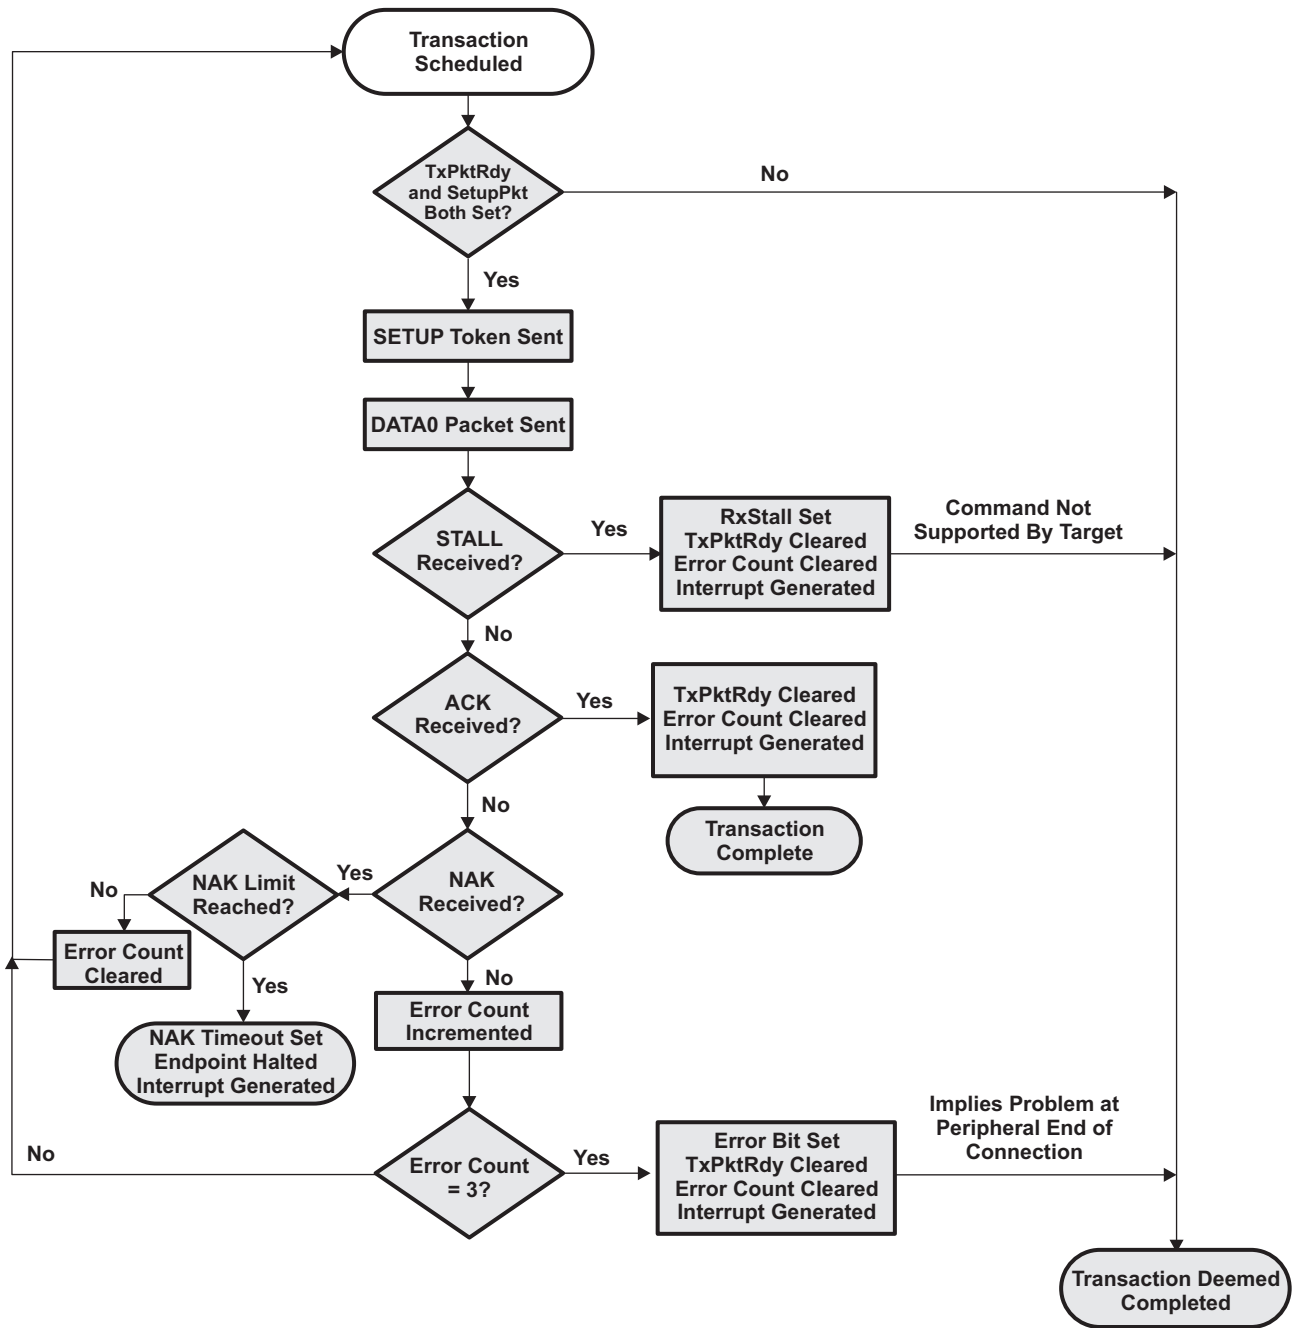 Transaction
Scheduled
TxPktRdy
and SetupPkt
Both Set?
No
Yes
SETUP Token Sent
DATA0 Packet Sent
STALL
Received?
Yes
RxStall Set
TxPktRdy Cleared
Error Count Cleared
Interrupt Generated
Command Not
Supported By Target
No
ACK
Received?
Yes
TxPktRdy Cleared
Error Count Cleared
Interrupt Generated
No
Transaction
Complete
NAK
Received?
Yes
NAK Limit
Reached?
No
Error Count
Cleared
Yes
NAK Timeout Set
Endpoint Halted
Interrupt Generated
No
Error Count
Incremented
Error Count
= 3?
No
Yes
Error Bit Set
TxPktRdy Cleared
Error Count Cleared
Interrupt Generated
Implies Problem at
Peripheral End of
Connection
Transaction Deemed
Completed